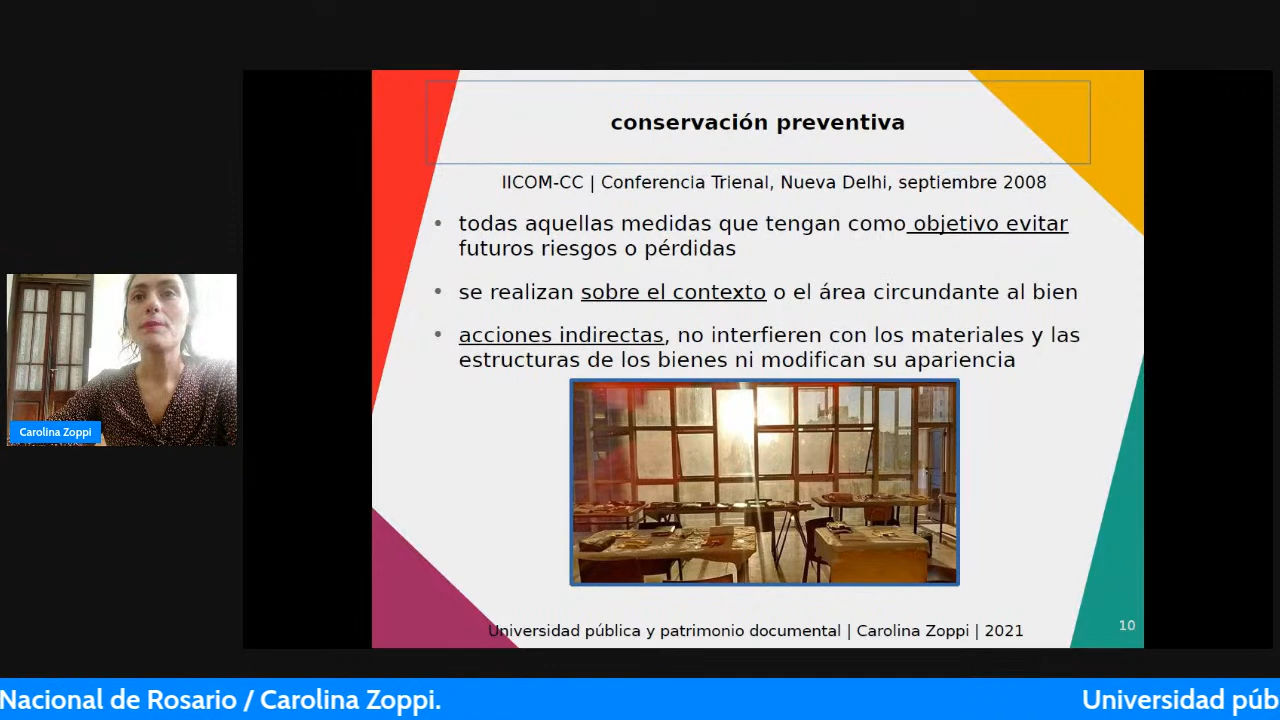 conservación preventiva
IICOM-CC | Conferencia Trienal, Nueva Delhi, septiembre 2008
• todas aquellas medidas que tengan como objetivo evitar
futuros riesgos o pérdidas
• se realizan sobre el contexto o el área circundante al bien
• acciones indirectas, no interfieren con los materiales y las
estructuras de los bienes ni modifican su apariencia
Carolina Zoppi
Universidad pública y patrimonio documental | Carolina Zoppi | 2021
10
Nacional de Rosario / Carolina Zoppi.
Universidad púb